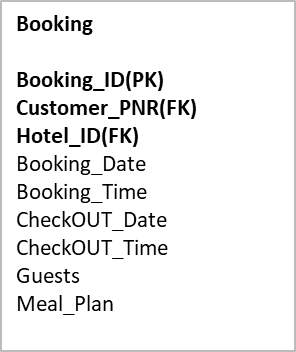 Booking
Booking_ID(PK)
Customer_PNR(FK)
Hotel_ID(FK)
Booking_Date
Booking_Time
CheckOUT_Date
CheckOUT_Time
Guests
Meal_Plan